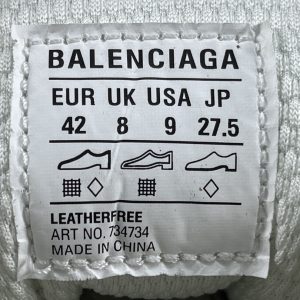 BALENCIAGA
EUR UK USA JP
42 8 9 27.5
LEATHERFREE
ART NO. 734734
MADE IN CHINA